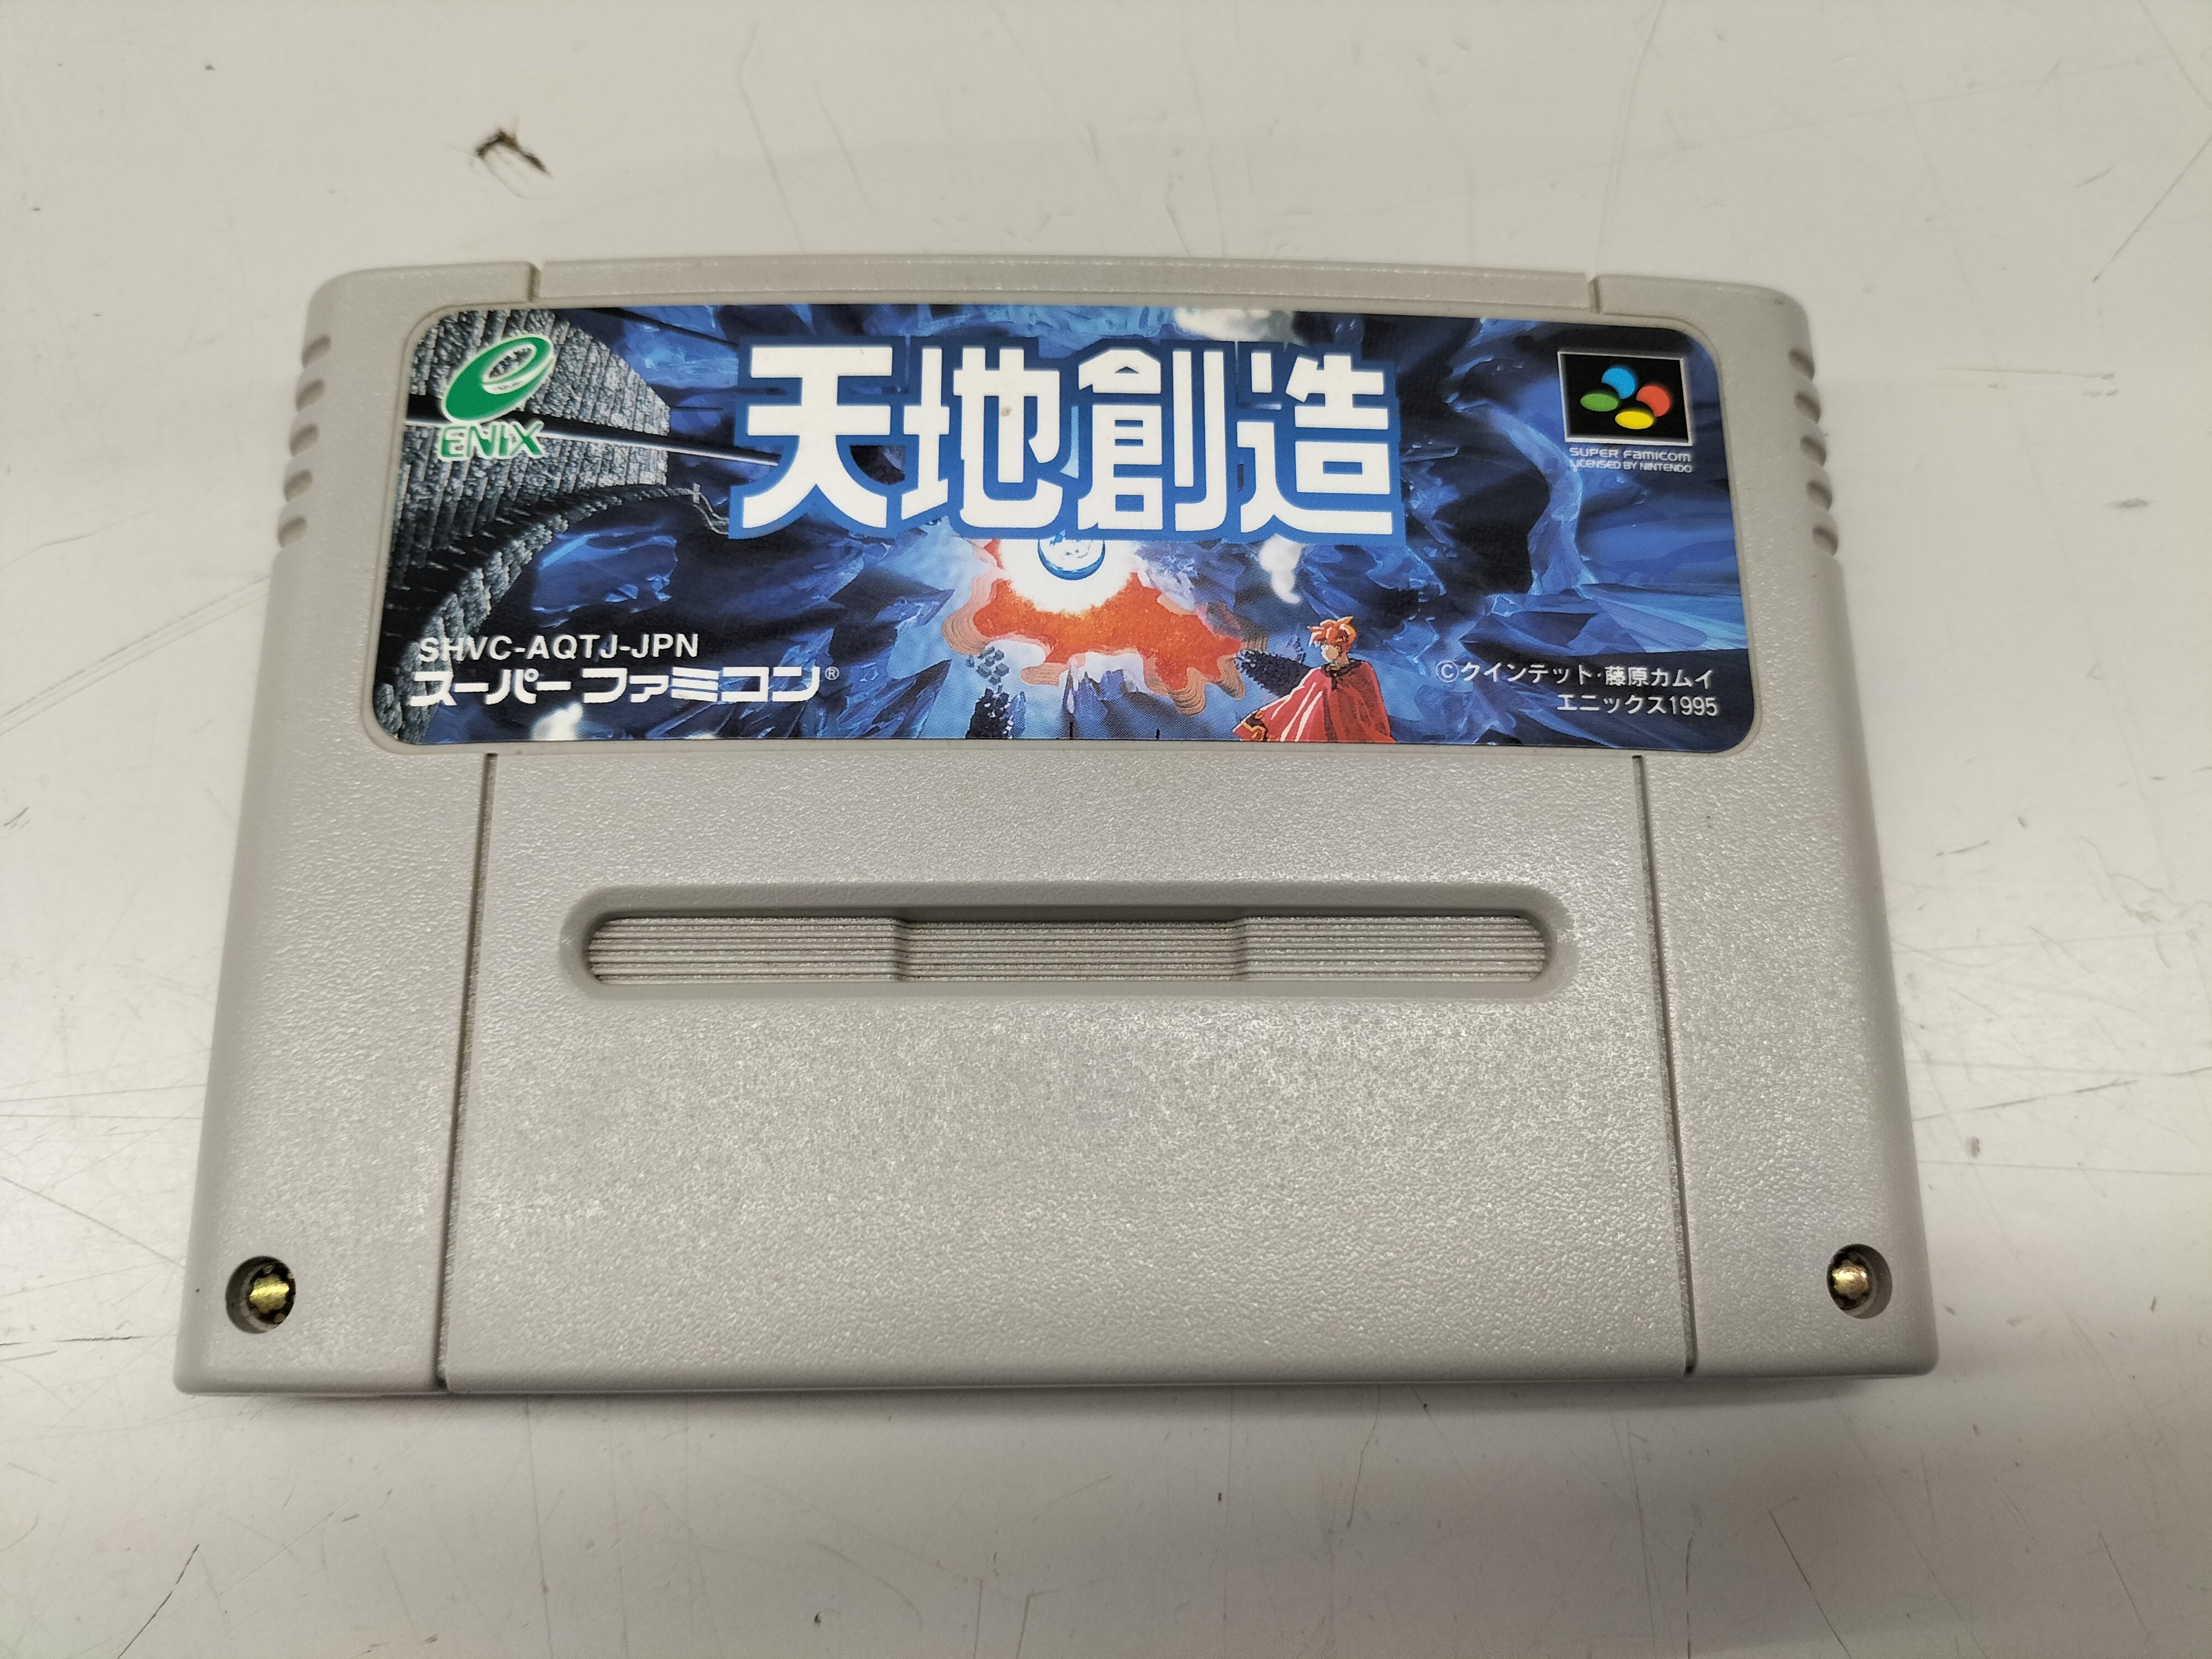 ENIX
天地創造
SUPER FAMICOM
LICENSED BY NINTENDO
SHVC-AQTJ-JPN
スーパーファミコン®
©クインテット·藤原カムイ
エニックス1995